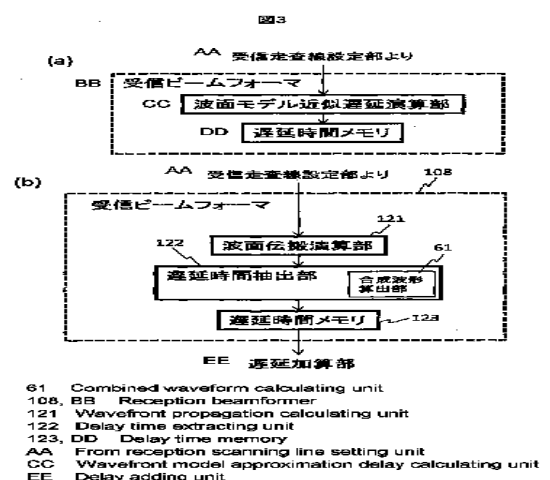 図3
(a)
AA 受信走査線設定部より
BB 受信ビームフォーマ
CC 波面モデル近似遅延演算部
DD 遅延時間メモリ
AA 受信走査線設定部より
(b)
108
受信ビームフォーマ
121
波面伝搬演算部
122
61
遅延時間抽出部
合成波形
算出部
遅延時間メモリ
123
EE 遅延加算部
61 Combined waveform calculating unit
108, BB Reception beamformer
121 Wavefront propagation calculating unit
122 Delay time extracting unit
123, DD Delay time memory
AA From reception scanning line setting unit
CC Wavefront model approximation delay calculating unit
EE Delay adding unit